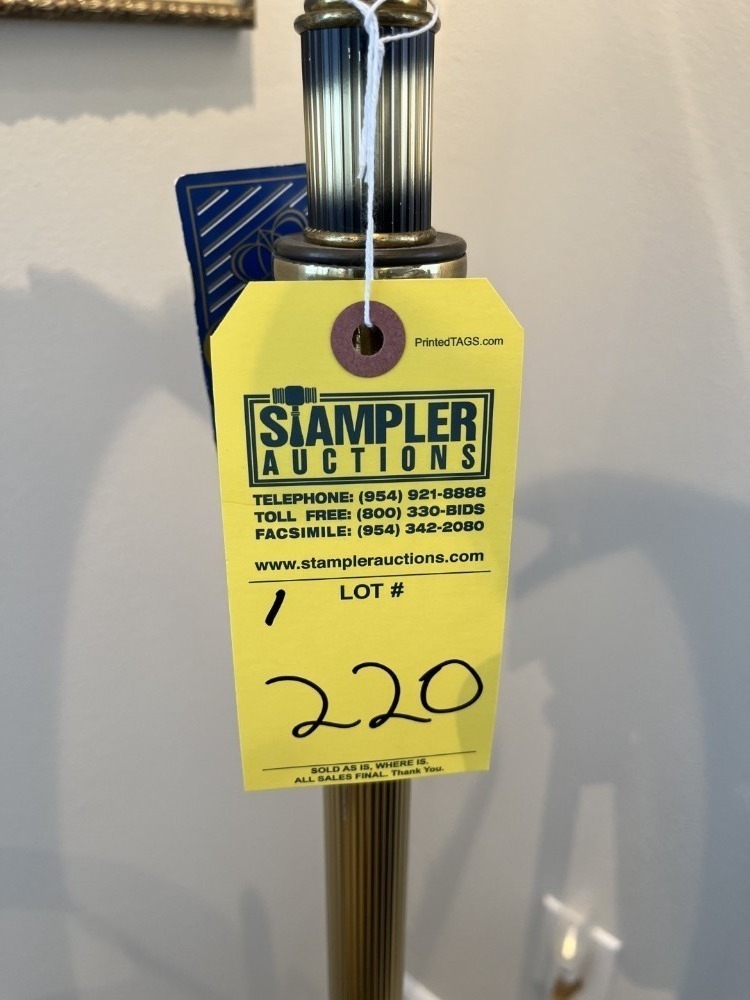 PrintedTAGS.com
STAMPLER
AUCTIONS
TELEPHONE: (954) 921-8888
TOLL FREE: (800) 330-BIDS
FACSIMILE: (954) 342-2080
www.stamplerauctions.com
LOT #
1
220
SOLD AS IS, WHERE IS.
ALL SALES FINAL. Thank You.